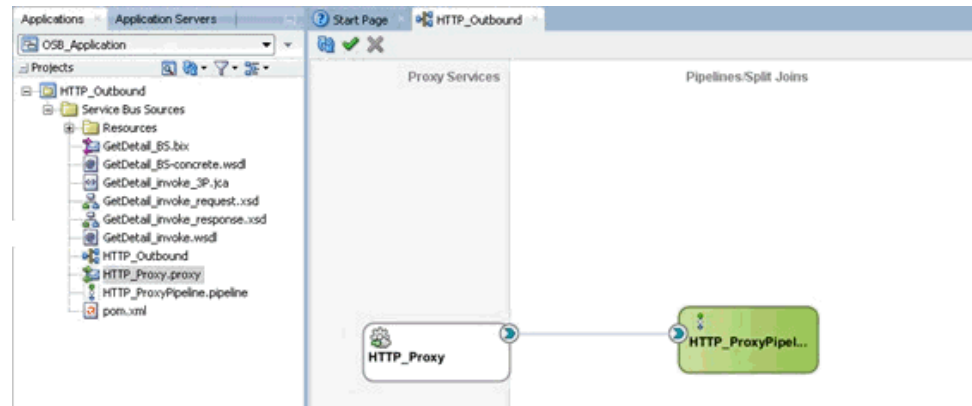 Applications
Application Servers
Start Page
HTTP_Outbound
OSB_Application
Projects
HTTP_Outbound
Service Bus Sources
Resources
GetDetail_BS.bix
GetDetail_BS-concrete.wsdl
GetDetail_invoke_3P.jca
GetDetail_invoke_request.xsd
GetDetail_invoke_response.xsd
GetDetail_invoke.wsdl
HTTP_Outbound
HTTP_Proxy.proxy
HTTP_ProxyPipeline.pipeline
pom.xml
Proxy Services
Pipelines/Split Joins
HTTP_Proxy
HTTP_ProxyPipel...